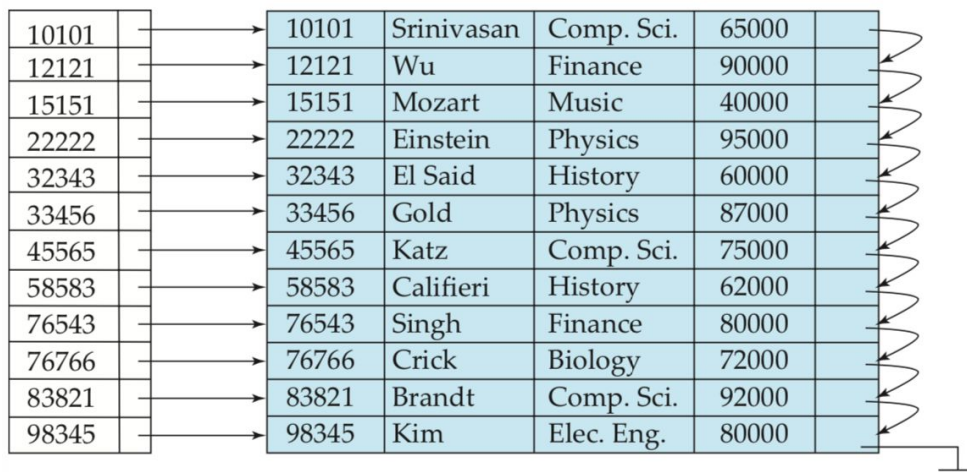 10101 10101 Srinivasan Comp. Sci. 65000
12121 12121 Wu Finance 90000
15151 15151 Mozart Music 40000
22222 22222 Einstein Physics 95000
32343 32343 El Said History 60000
33456 33456 Gold Physics 87000
45565 45565 Katz Comp. Sci. 75000
58583 58583 Califieri History 62000
76543 76543 Singh Finance 80000
76766 76766 Crick Biology 72000
83821 83821 Brandt Comp. Sci. 92000
98345 98345 Kim Elec. Eng. 80000